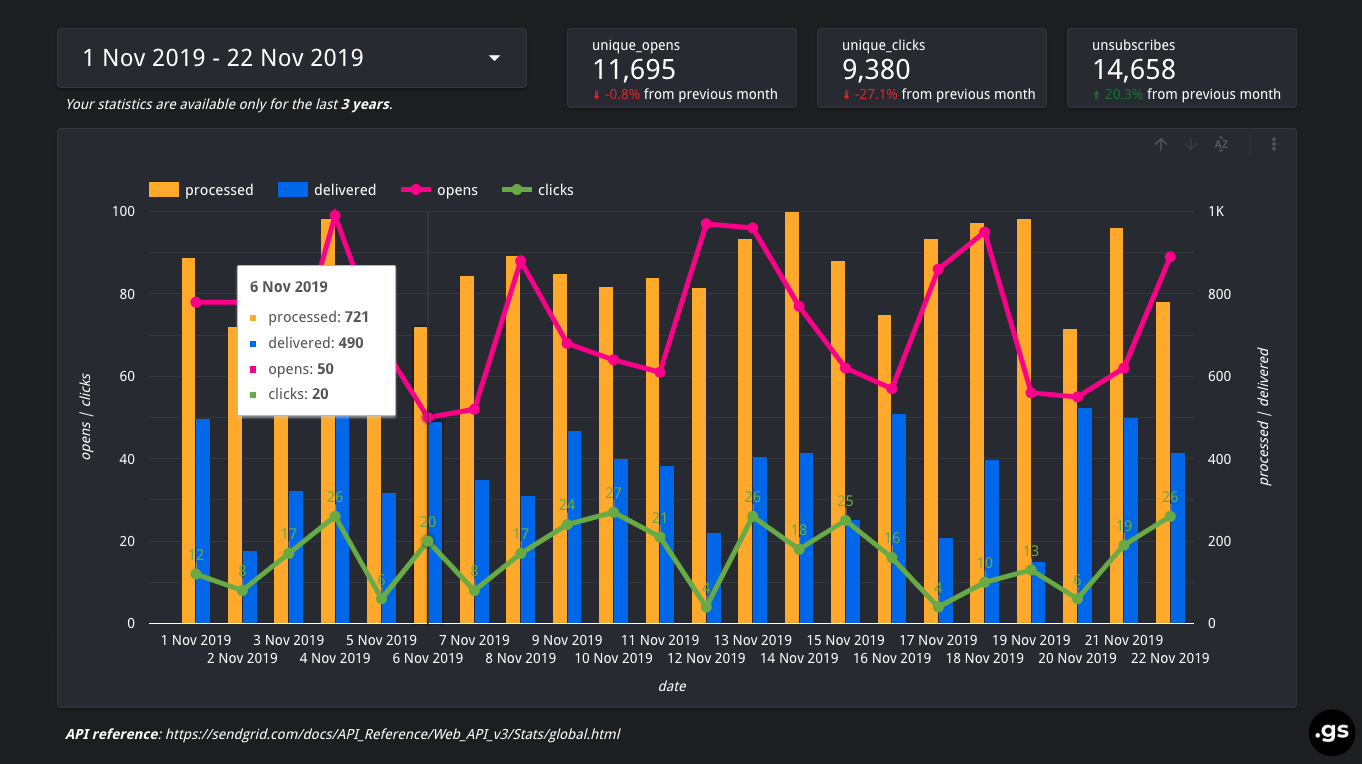 1 Nov 2019 - 22 Nov 2019
Your statistics are available only for the last 3 years.
unique_opens
11,695
-0.8% from previous month
unique_clicks
9,380
-27.1% from previous month
unsubscribes
14,658
20.3% from previous month
AZ
processed delivered opens clicks
100 1K
80 800
60 600
40 400
20 200
0 0
opens | clicks
processed | delivered
6 Nov 2019
processed: 721
delivered: 490
opens: 50
clicks: 20
12 8 17 26 6 20 8 17 24 27 21 4 26 18 25 16 4 10 13 6 19 26
1 Nov 2019 3 Nov 2019 5 Nov 2019 7 Nov 2019 9 Nov 2019 11 Nov 2019 13 Nov 2019 15 Nov 2019 17 Nov 2019 19 Nov 2019 21 Nov 2019
2 Nov 2019 4 Nov 2019 6 Nov 2019 8 Nov 2019 10 Nov 2019 12 Nov 2019 14 Nov 2019 16 Nov 2019 18 Nov 2019 20 Nov 2019 22 Nov 2019
date
API reference: https://sendgrid.com/docs/API_Reference/Web_API_v3/Stats/global.html
.gs